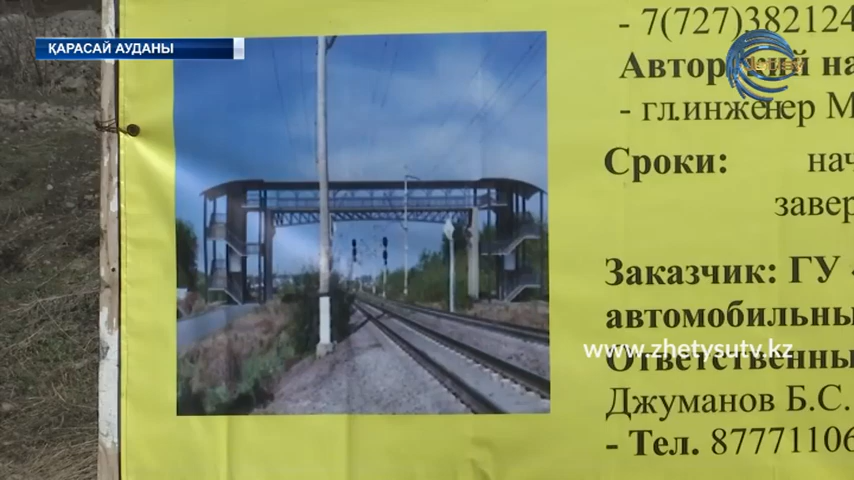 ҚАРАСАЙ АУДАНЫ
- 7(727)382124
на
- гл.инженер М
Сроки: нач
завер
Заказчик: ГУ
автомобильны
www.zhetysutv.kz
Ответственны
Джуманов Б.С.
- Тел. 87771106